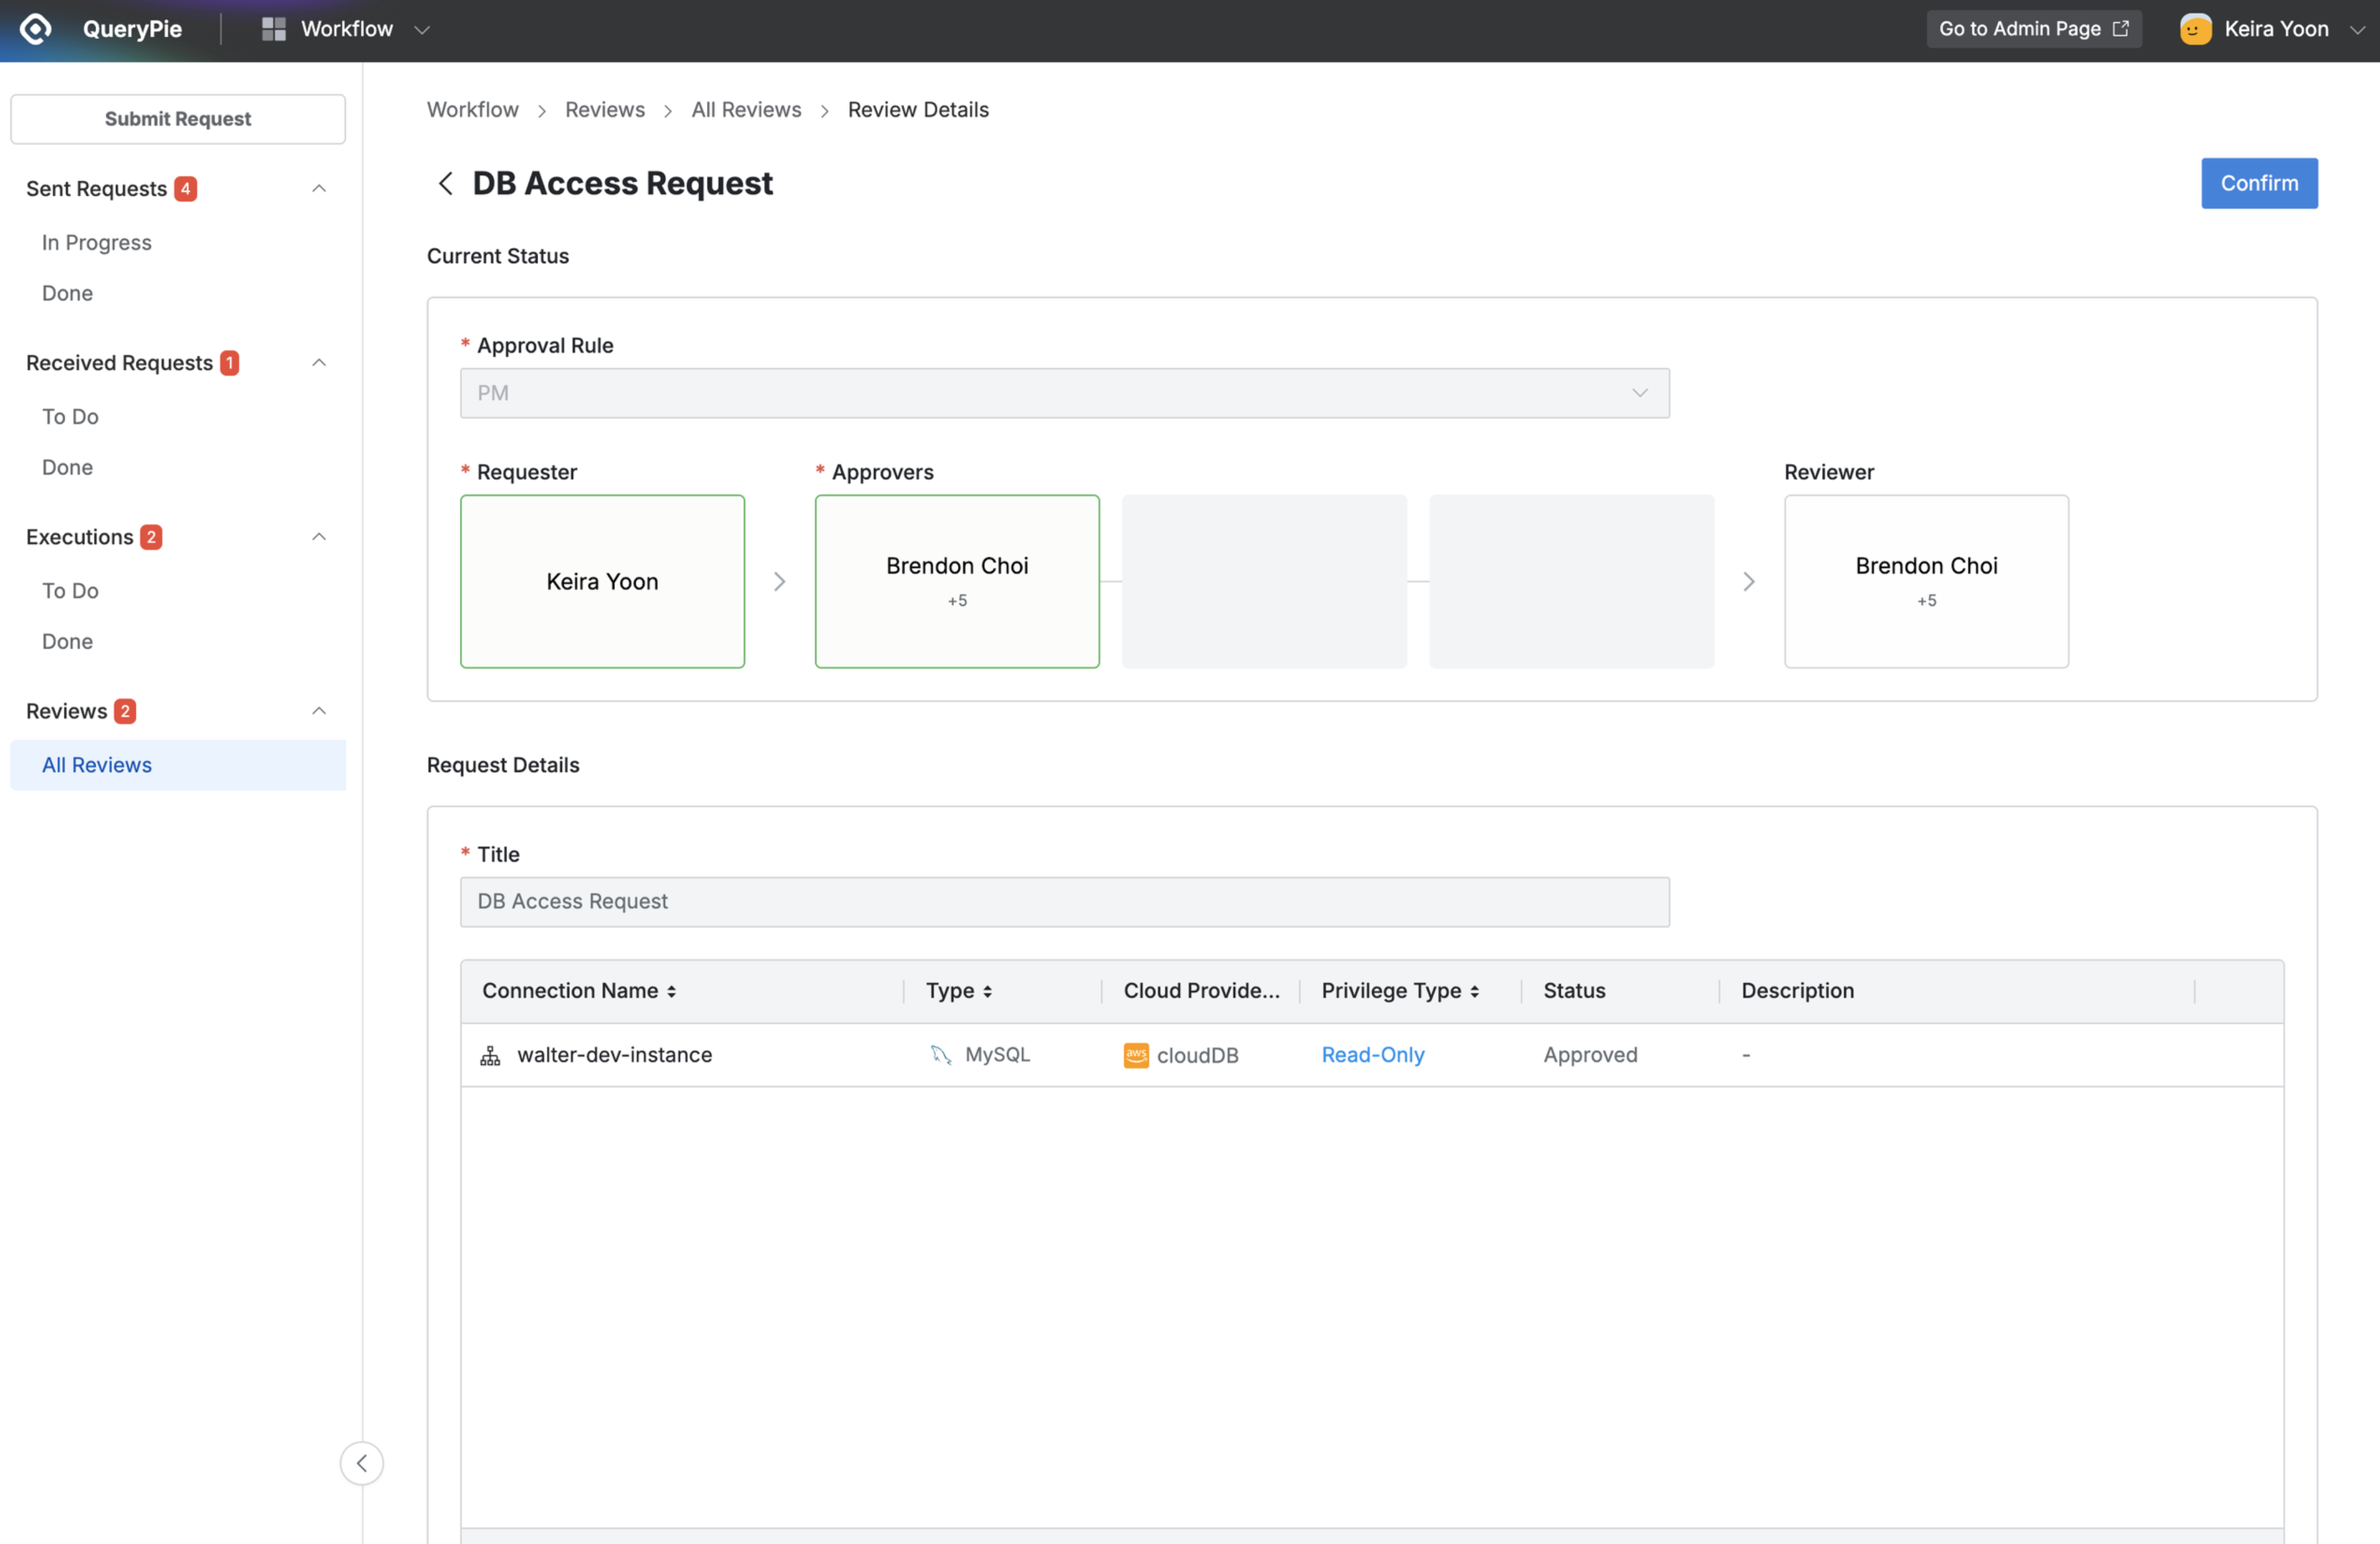 QueryPie
Workflow
Go to Admin Page
Keira Yoon
Submit Request
Sent Requests 4
In Progress
Done
Received Requests 1
To Do
Done
Executions 2
To Do
Done
Reviews 2
All Reviews
Workflow > Reviews > All Reviews > Review Details
DB Access Request
Confirm
Current Status
* Approval Rule
PM
* Requester
* Approvers
Reviewer
Keira Yoon
Brendon Choi
+5
Brendon Choi
+5
Request Details
* Title
DB Access Request
Connection Name Type Cloud Provide... Privilege Type Status Description
walter-dev-instance MySQL aws cloudDB Read-Only Approved -